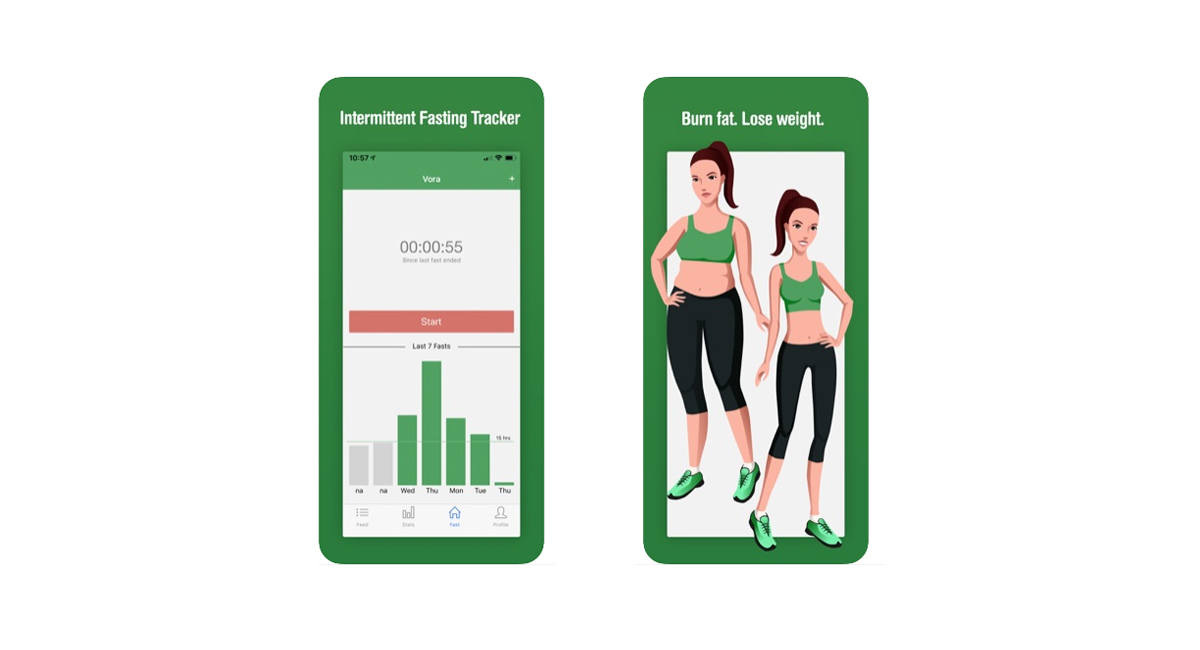 Intermittent Fasting Tracker
10:57
Vora
+
00:00:55
Since last fast ended
Start
Last 7 Fasts
15 hrs
na na Wed Thu Mon Tue Thu
Feed Stats Fast Profile
Burn fat. Lose weight.